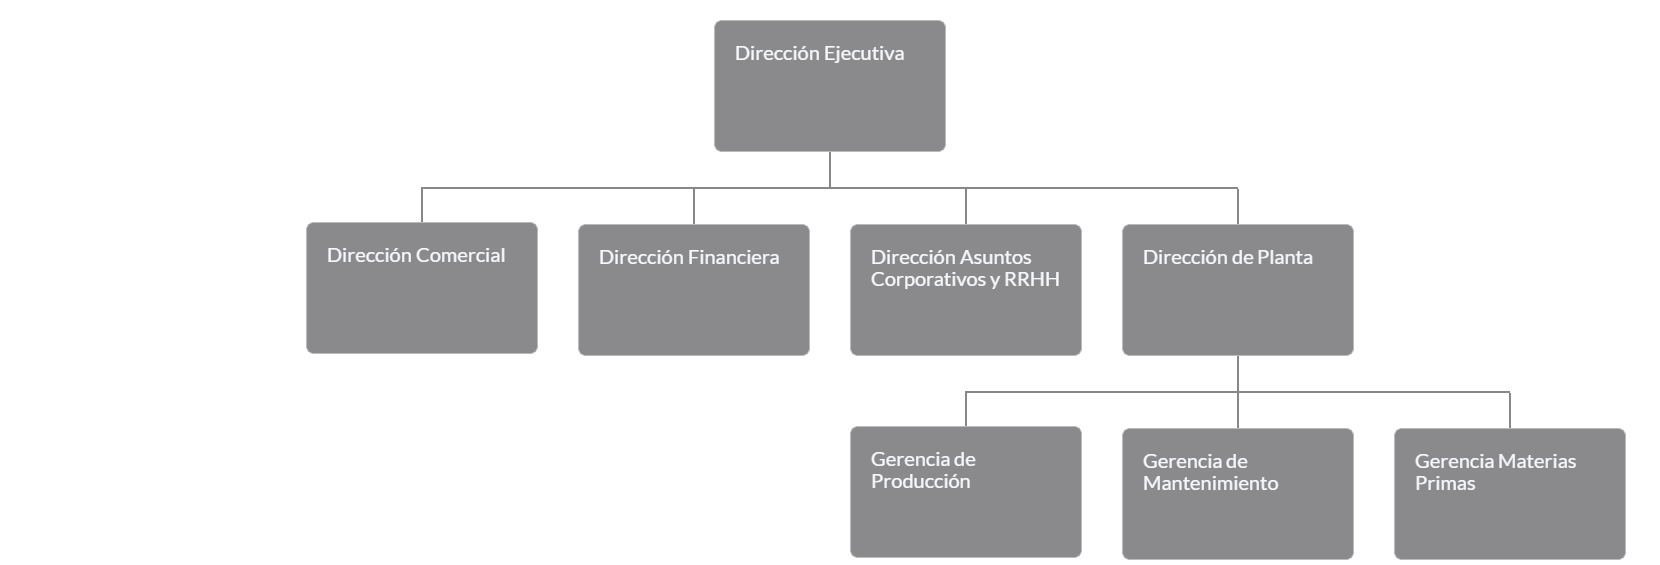 Dirección Ejecutiva
Dirección Comercial
Dirección Financiera
Dirección Asuntos
Corporativos y RRHH
Dirección de Planta
Gerencia de
Producción
Gerencia de
Mantenimiento
Gerencia Materias
Primas